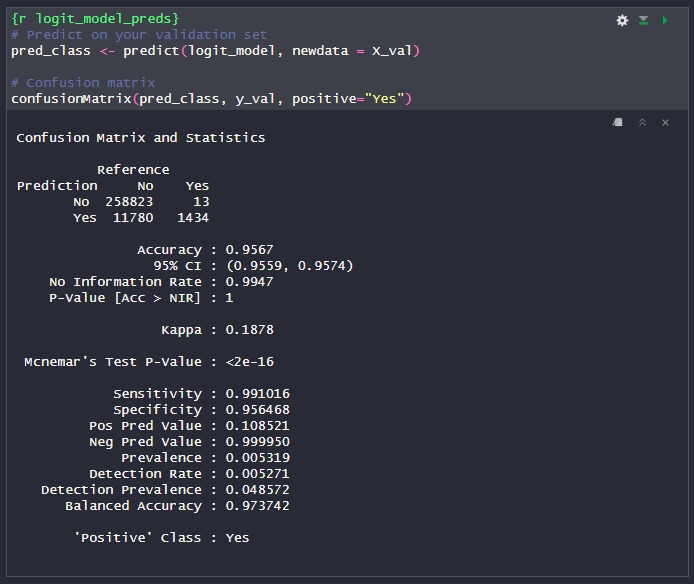 {r logit_model_preds}
# Predict on your validation set
pred_class <- predict(logit_model, newdata = X_val)
# Confusion matrix
confusionMatrix(pred_class, y_val, positive="Yes")
Confusion Matrix and Statistics
Reference
Prediction No Yes
No 258823 13
Yes 11780 1434
Accuracy : 0.9567
95% CI : (0.9559, 0.9574)
No Information Rate : 0.9947
P-Value [Acc > NIR] : 1
Kappa : 0.1878
Mcnemar's Test P-Value : <2e-16
Sensitivity : 0.991016
Specificity : 0.956468
Pos Pred Value : 0.108521
Neg Pred Value : 0.999950
Prevalence : 0.005319
Detection Rate : 0.005271
Detection Prevalence : 0.048572
Balanced Accuracy : 0.973742
'Positive' Class : Yes